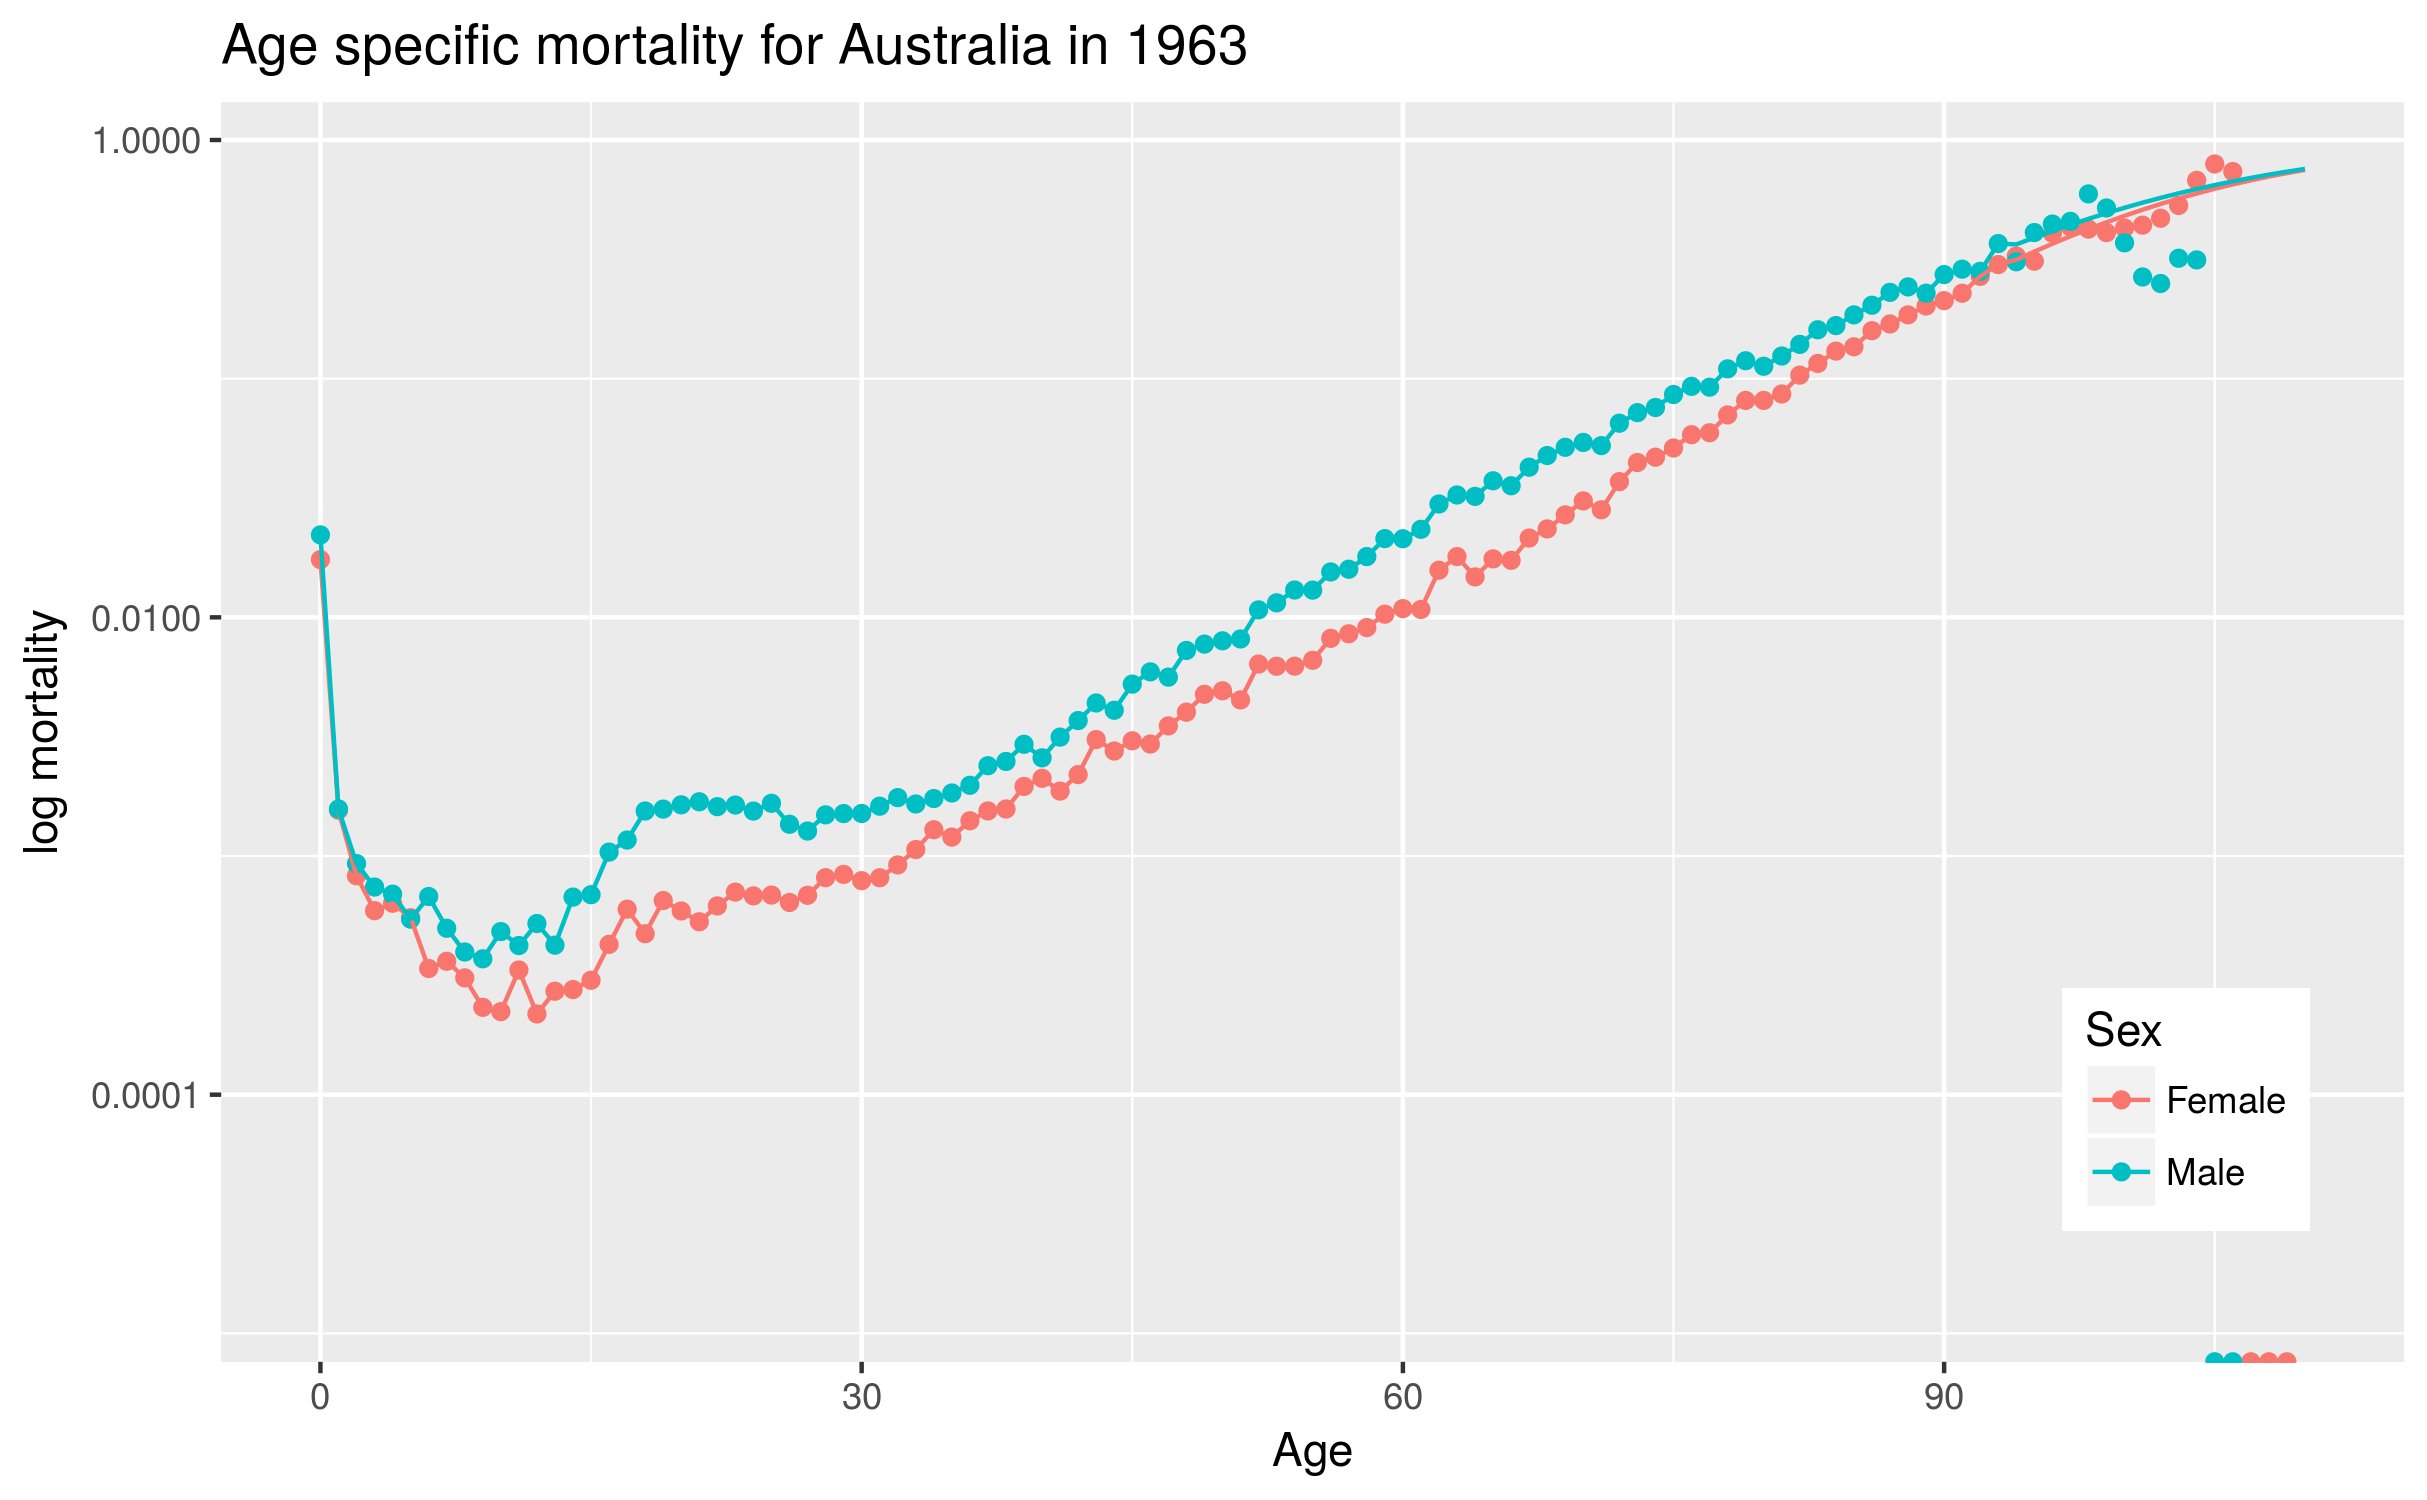 Age specific mortality for Australia in 1963
1.0000
0.0100
0.0001
log mortality
0
30
60
90
Age
Sex
Female
Male